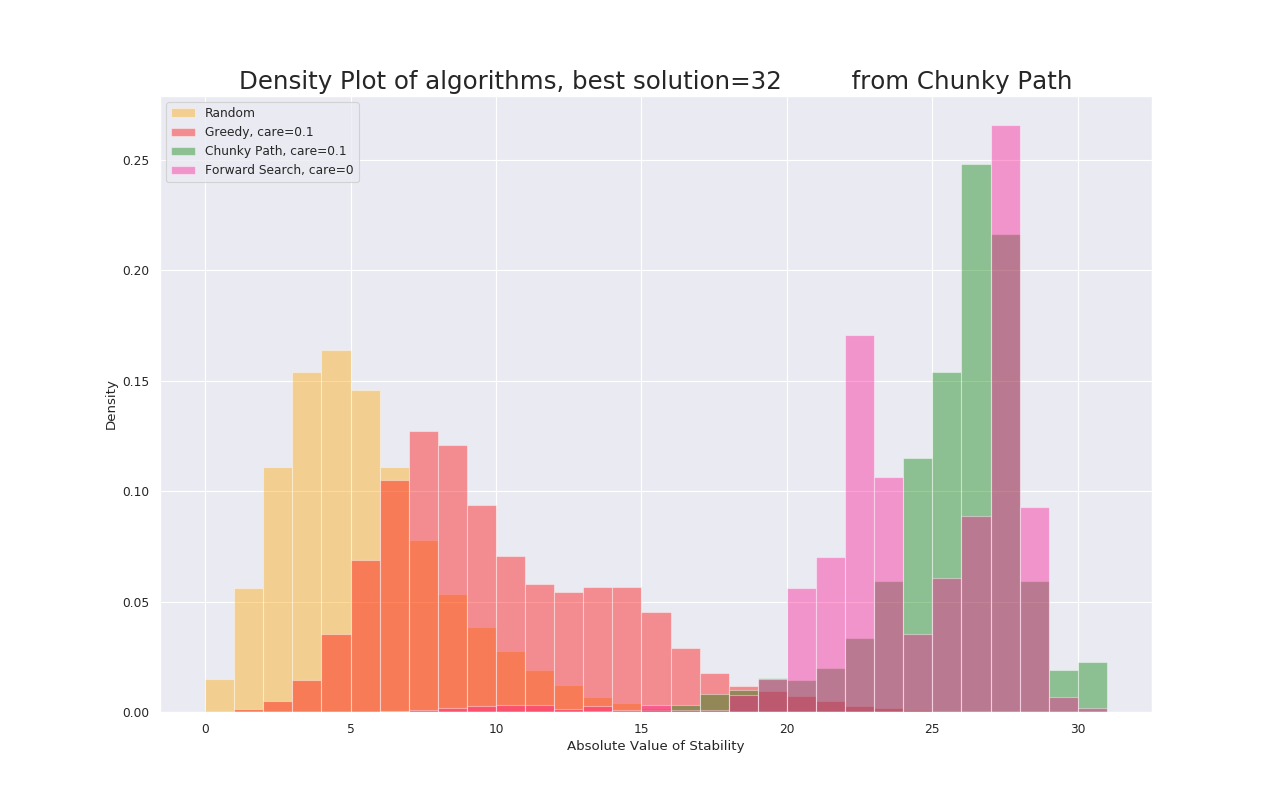 Density Plot of algorithms, best solution=32 from Chunky Path
Random
Greedy, care=0.1
Chunky Path, care=0.1
Forward Search, care=0
Density
0.25
0.20
0.15
0.10
0.05
0.00
0 5 10 15 20 25 30
Absolute Value of Stability